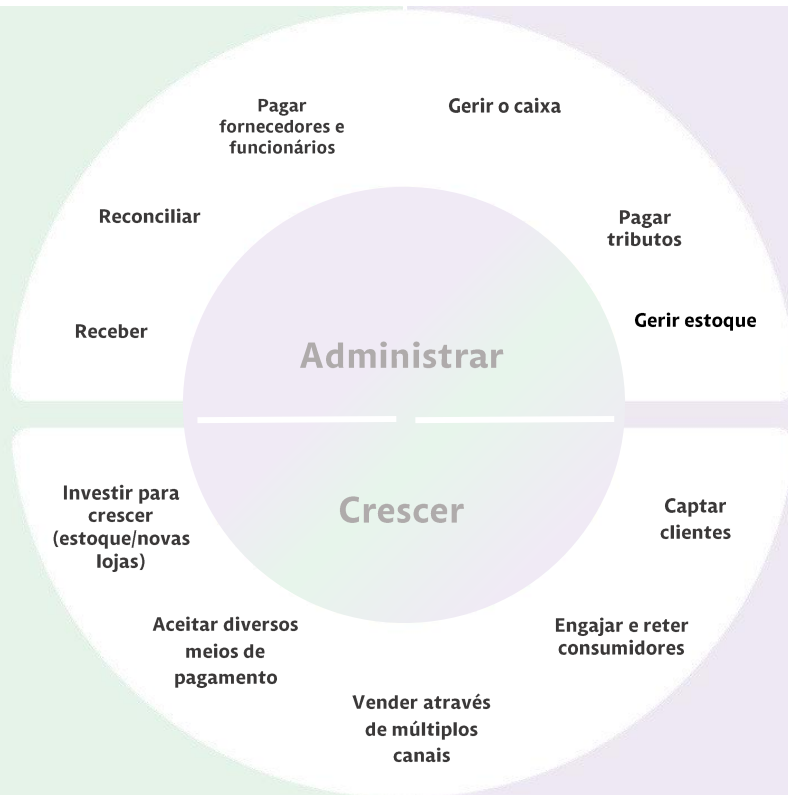 Pagar
fornecedores e
funcionários
Gerir o caixa
Reconciliar
Pagar
tributos
Receber
Gerir estoque
Administrar
Crescer
Investir para
crescer
(estoque/novas
lojas)
Captar
clientes
Aceitar diversos
meios de
pagamento
Engajar e reter
consumidores
Vender através
de múltiplos
canais